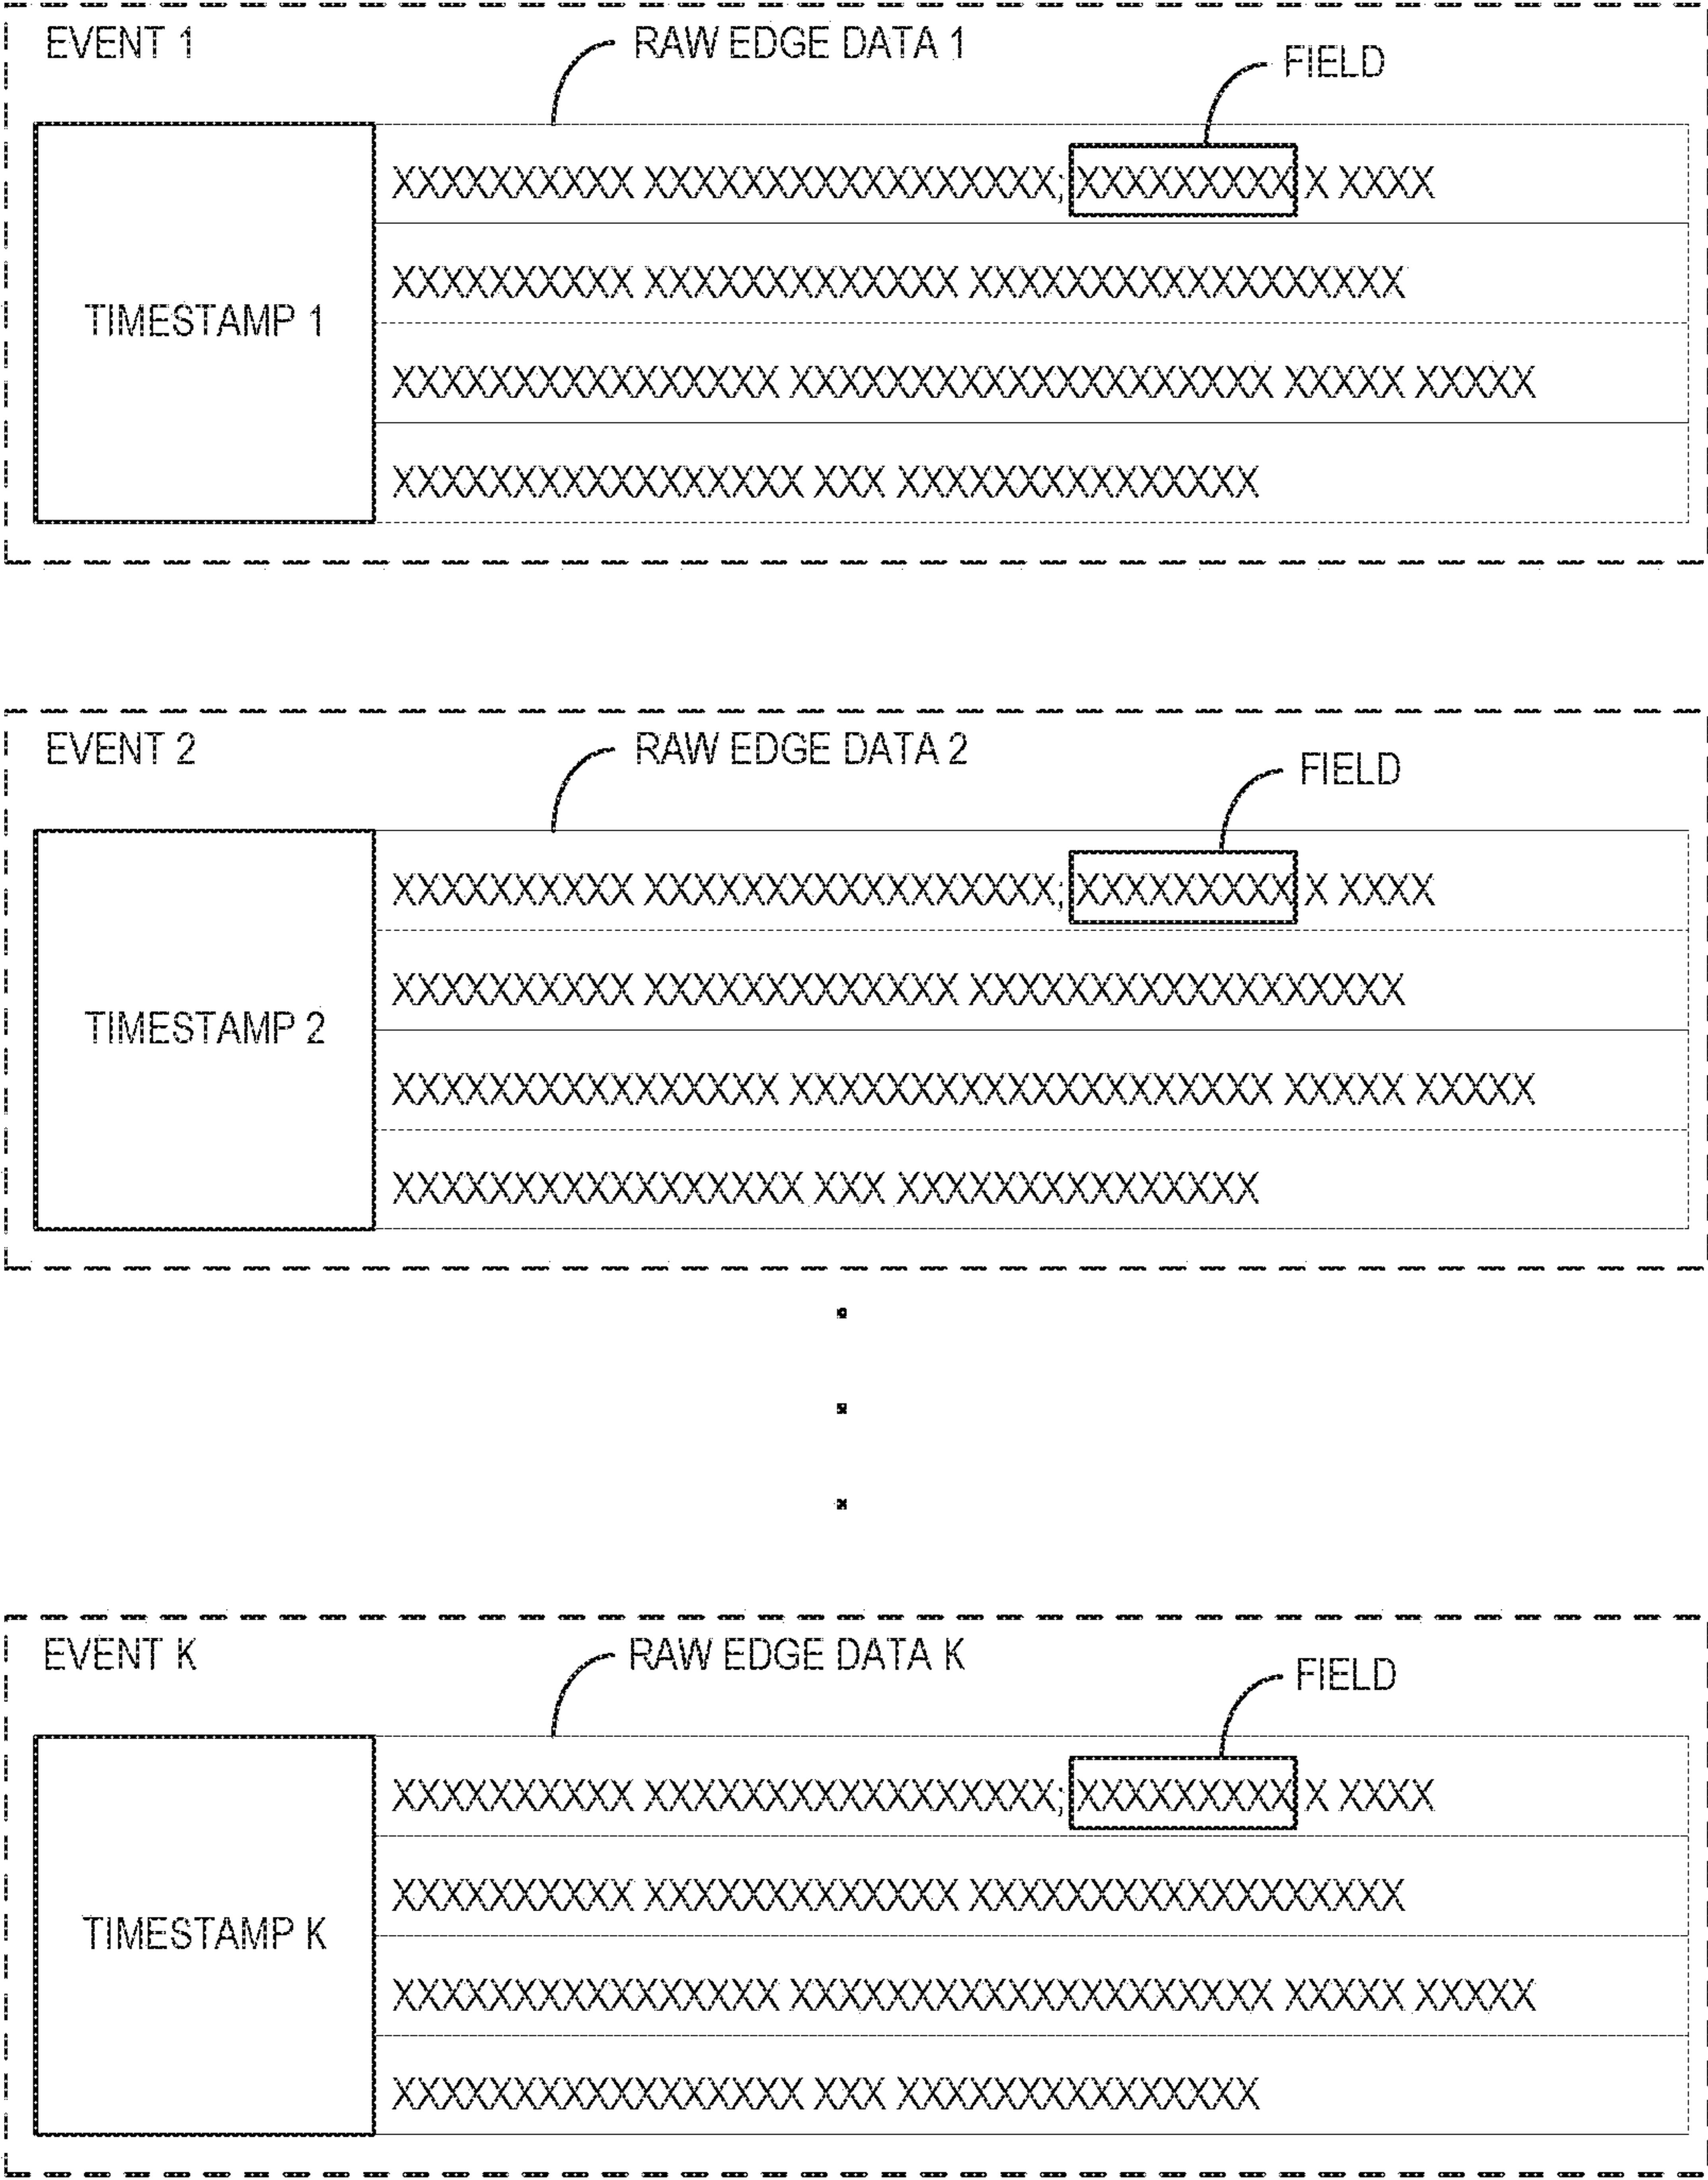 EVENT 1
RAW EDGE DATA 1
FIELD
TIMESTAMP 1
XXXXXXXXXX XXXXXXXXXXXXXXXXX; XXXXXXXXX X XXXX
XXXXXXXXXX XXXXXXXXXXXXX XXXXXXXXXXXXXXXXXX
XXXXXXXXXXXXXXXX XXXXXXXXXXXXXXXXXXXX XXXXX XXXXX
XXXXXXXXXXXXXXXXX XXX XXXXXXXXXXXXXXX
EVENT 2
RAW EDGE DATA 2
FIELD
TIMESTAMP 2
XXXXXXXXXX XXXXXXXXXXXXXXXXX; XXXXXXXXX X XXXX
XXXXXXXXXX XXXXXXXXXXXXX XXXXXXXXXXXXXXXXXX
XXXXXXXXXXXXXXXX XXXXXXXXXXXXXXXXXXXX XXXXX XXXXX
XXXXXXXXXXXXXXXXX XXX XXXXXXXXXXXXXXX
EVENT K
RAW EDGE DATA K
FIELD
TIMESTAMP K
XXXXXXXXXX XXXXXXXXXXXXXXXXX; XXXXXXXXX X XXXX
XXXXXXXXXX XXXXXXXXXXXXX XXXXXXXXXXXXXXXXXX
XXXXXXXXXXXXXXXX XXXXXXXXXXXXXXXXXXXX XXXXX XXXXX
XXXXXXXXXXXXXXXXX XXX XXXXXXXXXXXXXXX